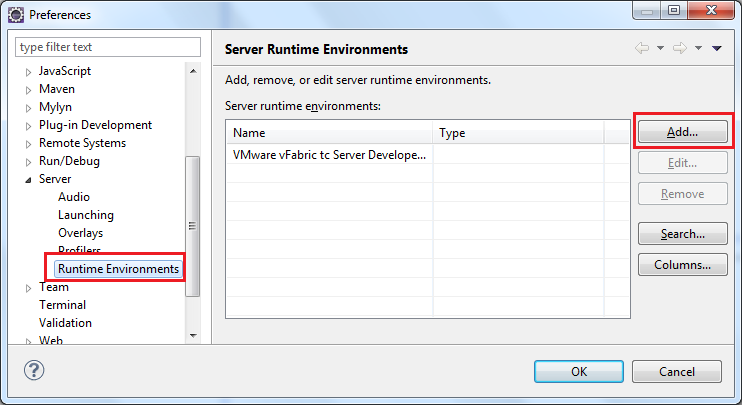 Preferences
type filter text
JavaScript
Maven
Mylyn
Plug-in Development
Remote Systems
Run/Debug
Server
Audio
Launching
Overlays
Profilers
Runtime Environments
Team
Terminal
Validation
Web
Server Runtime Environments
Add, remove, or edit server runtime environments.
Server runtime environments:
Name Type
VMware vFabric tc Server Develope...
Add...
Edit...
Remove
Search...
Columns...
?
OK Cancel